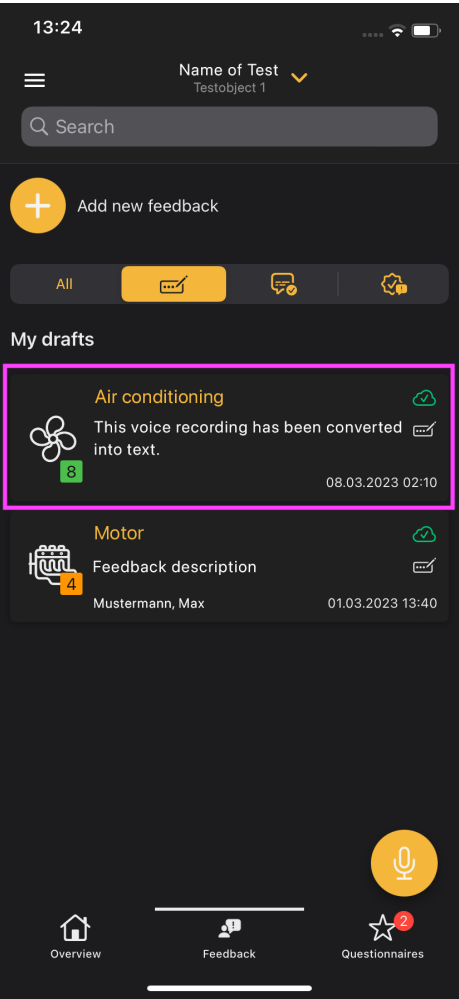 13:24
Name of Test
Testobject 1
Search
Add new feedback
All
My drafts
Air conditioning
This voice recording has been converted
into text.
8
08.03.2023 02:10
Motor
Feedback description
4
Mustermann, Max 01.03.2023 13:40
2
Overview Feedback Questionnaires